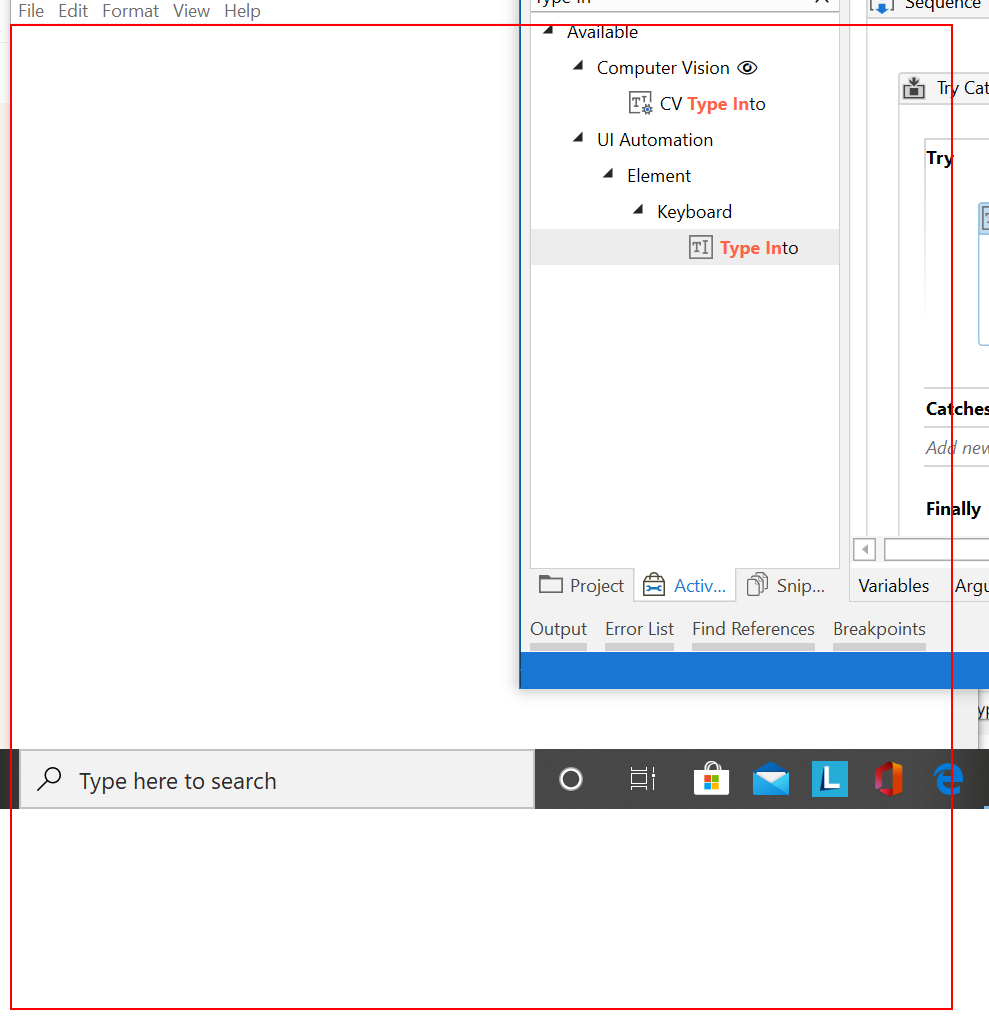 File Edit Format View Help
Sequence
Available
Computer Vision
CV Type Into
UI Automation
Element
Keyboard
Type Into
Try Cat
Try
Catches
Add new
Finally
Project Activ... Snip...
Variables Argu
Output Error List Find References Breakpoints
Type here to search